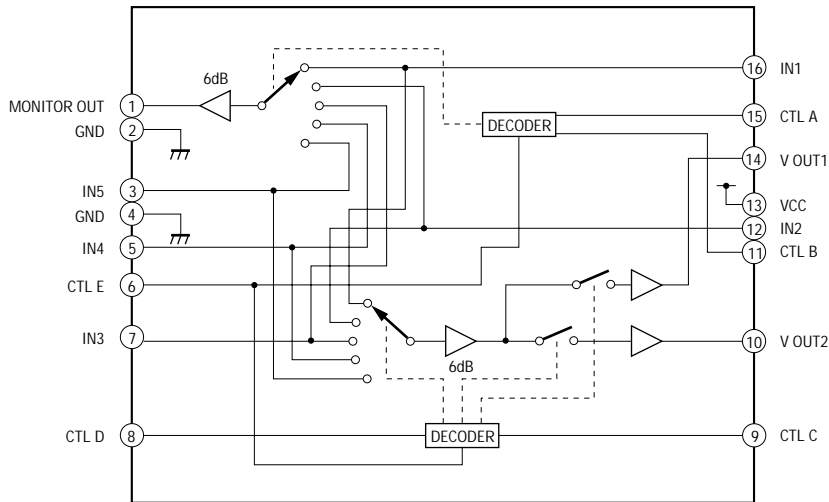 6dB
16 IN1
MONITOR OUT 1
GND 2
DECODER
15 CTL A
14 V OUT1
IN5 3
13 VCC
GND 4
12 IN2
IN4 5
11 CTL B
CTL E 6
IN3 7
10 V OUT2
6dB
CTL D 8
DECODER
9 CTL C